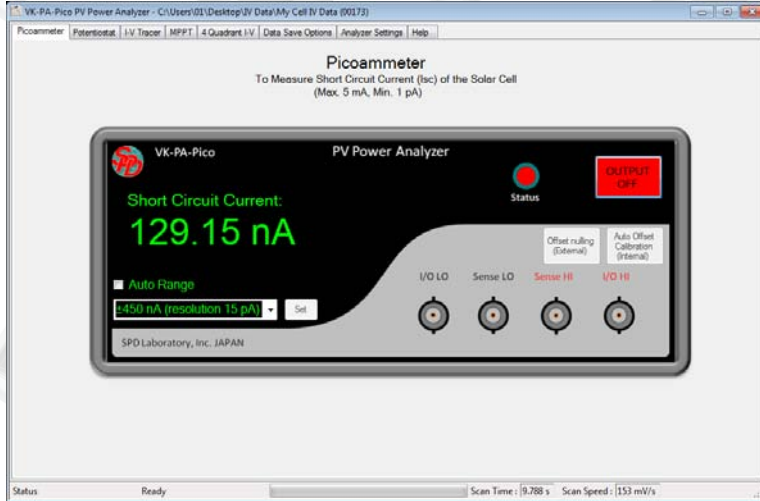 VK-PA-Pico PV Power Analyzer - C:\Users\01\Desktop\IV Data\My Cell IV Data (00173)
Picoammeter Potentiostat I-V Tracer MPPT 4 Quadrant I-V Data Save Options Analyzer Settings Help
Picoammeter
To Measure Short Circuit Current (Isc) of the Solar Cell
(Max. 5 mA, Min. 1 pA)
SPD
VK-PA-Pico
PV Power Analyzer
OUTPUT
OFF
Status
Short Circuit Current:
129.15 nA
Offset nulling
(External)
Auto Offset
Calibration
(Internal)
Auto Range
I/O LO Sense LO Sense HI I/O HI
±450 nA (resolution 15 pA) Set
SPD Laboratory, Inc. JAPAN
Status Ready Scan Time : 9.788 s Scan Speed : 153 mV/s